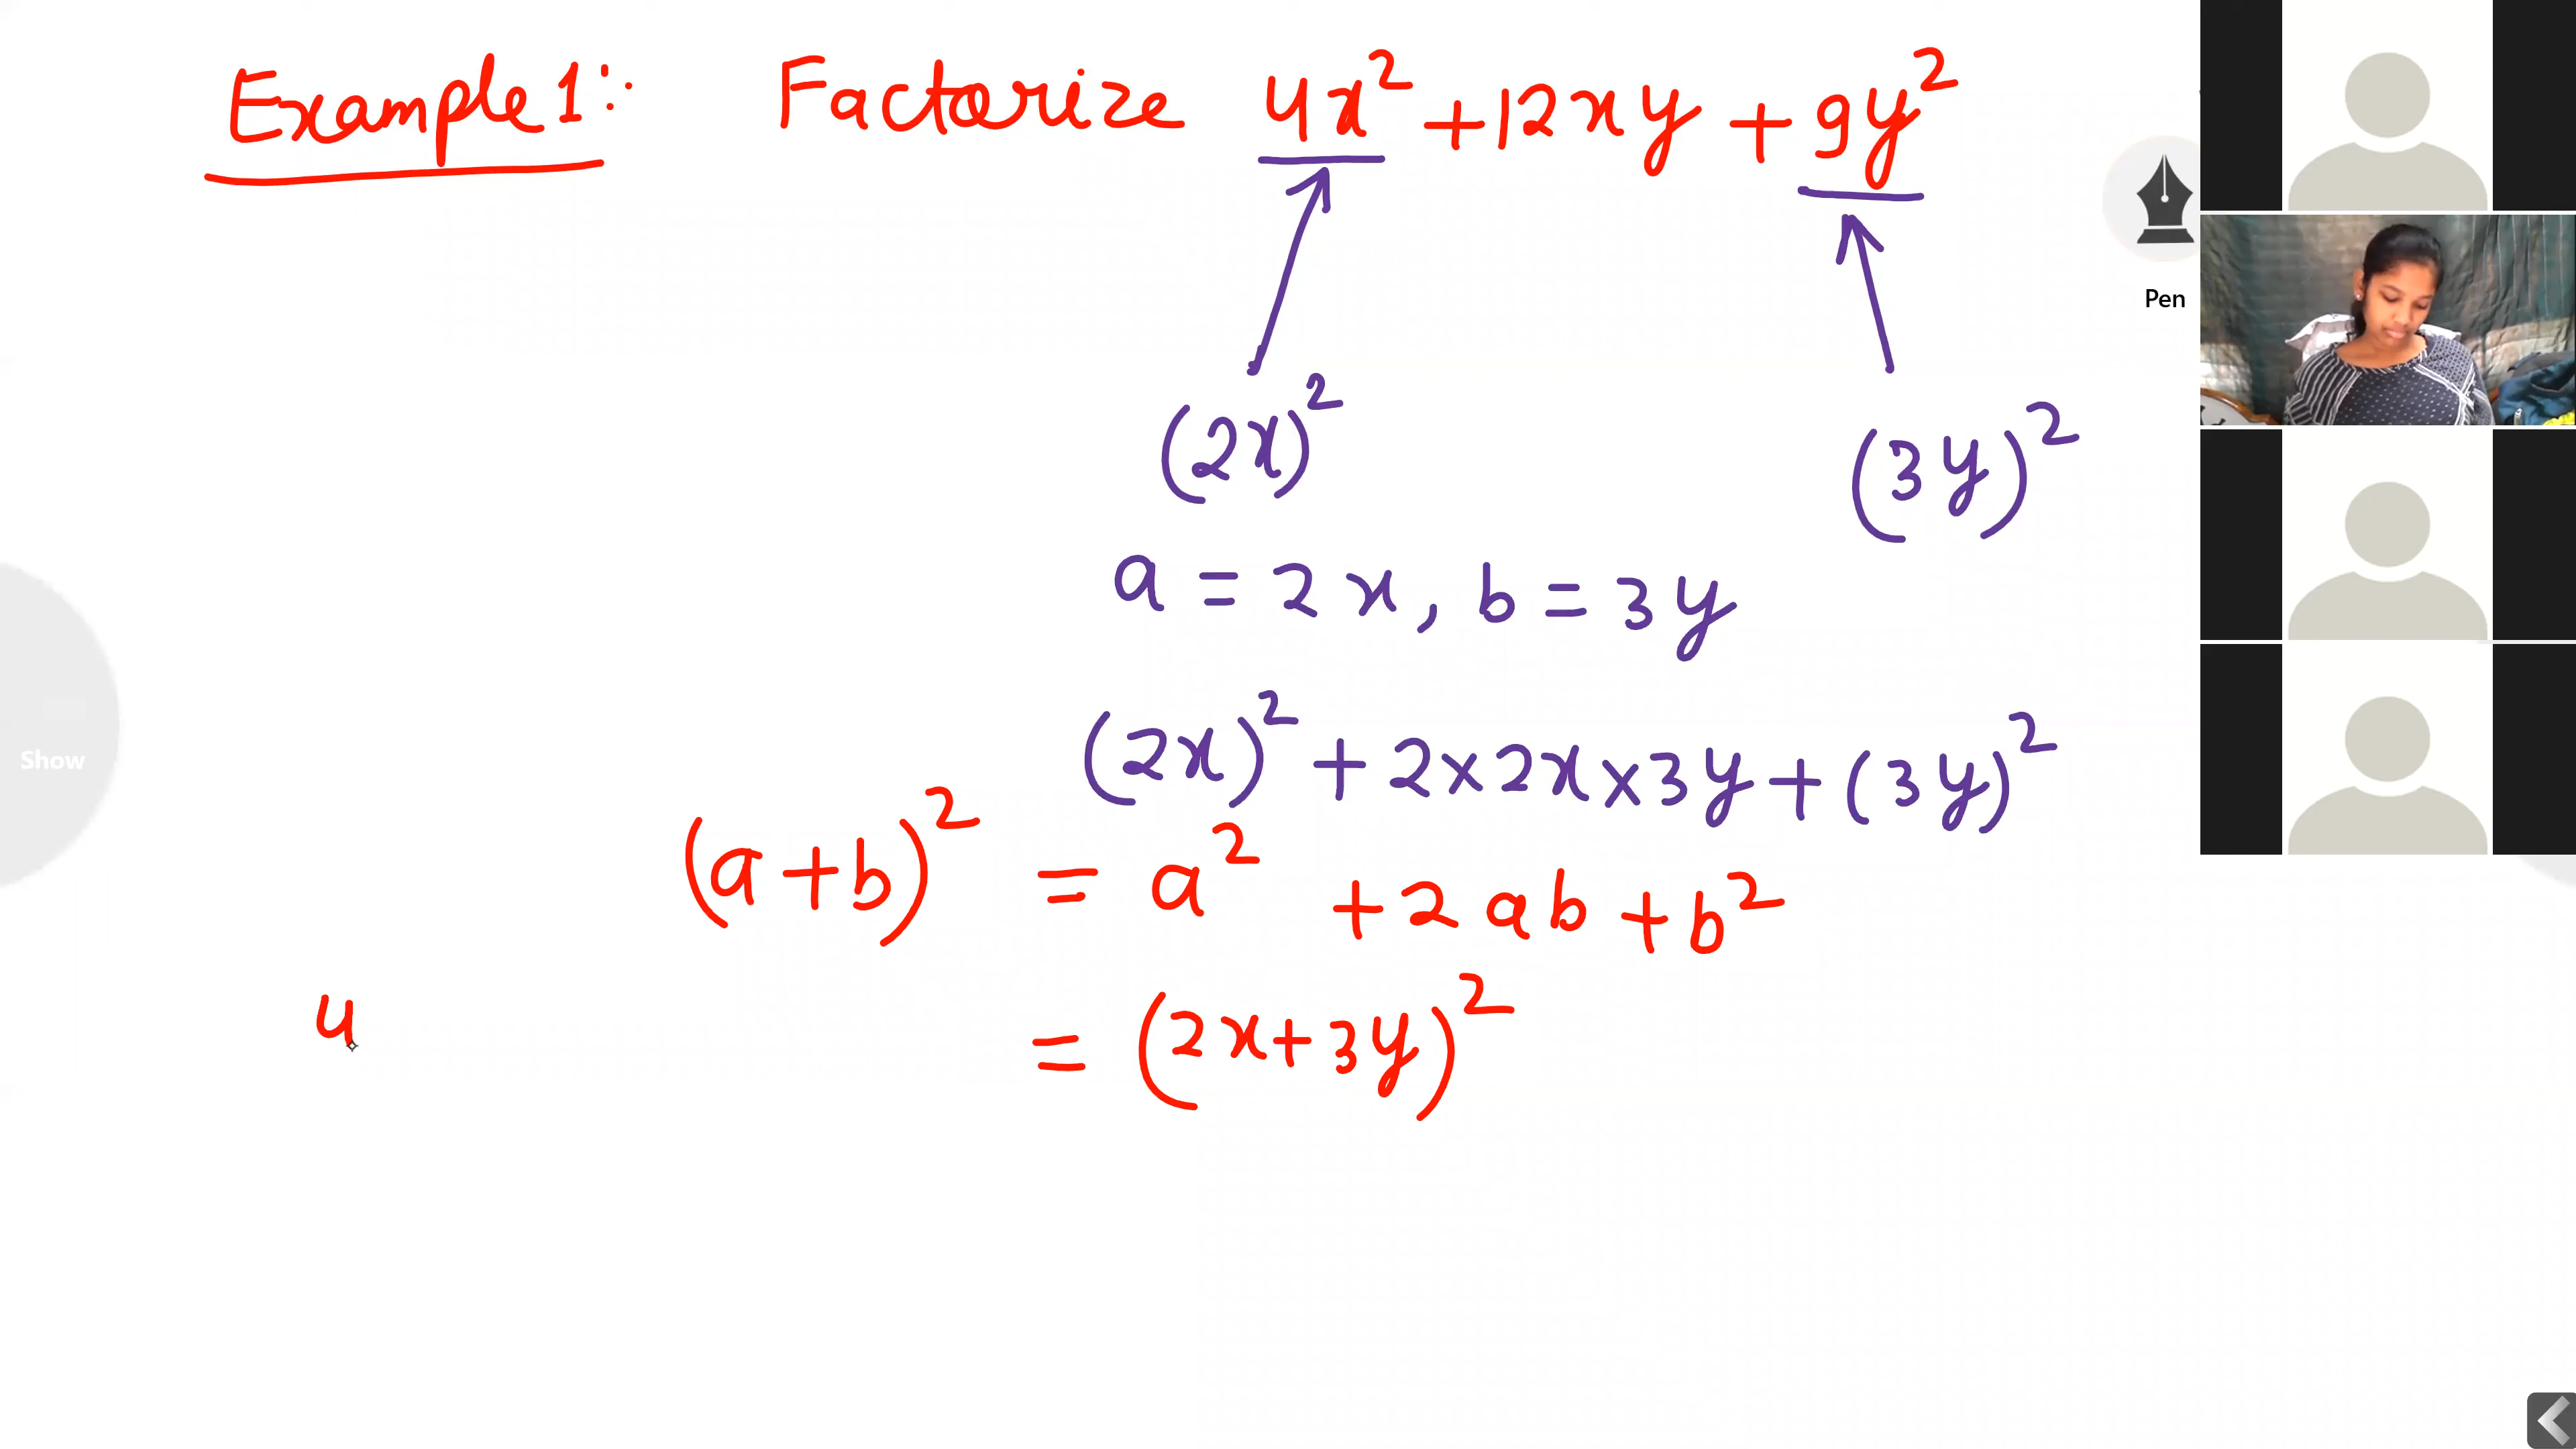 Example 1: Factorize 4x² + 12xy + 9y²
Pen
(2x)² (3y)²
a = 2x, b = 3y
(2x)² + 2×2x×3y + (3y)²
Show
(a+b)² = a² + 2ab + b²
4
= (2x+3y)²